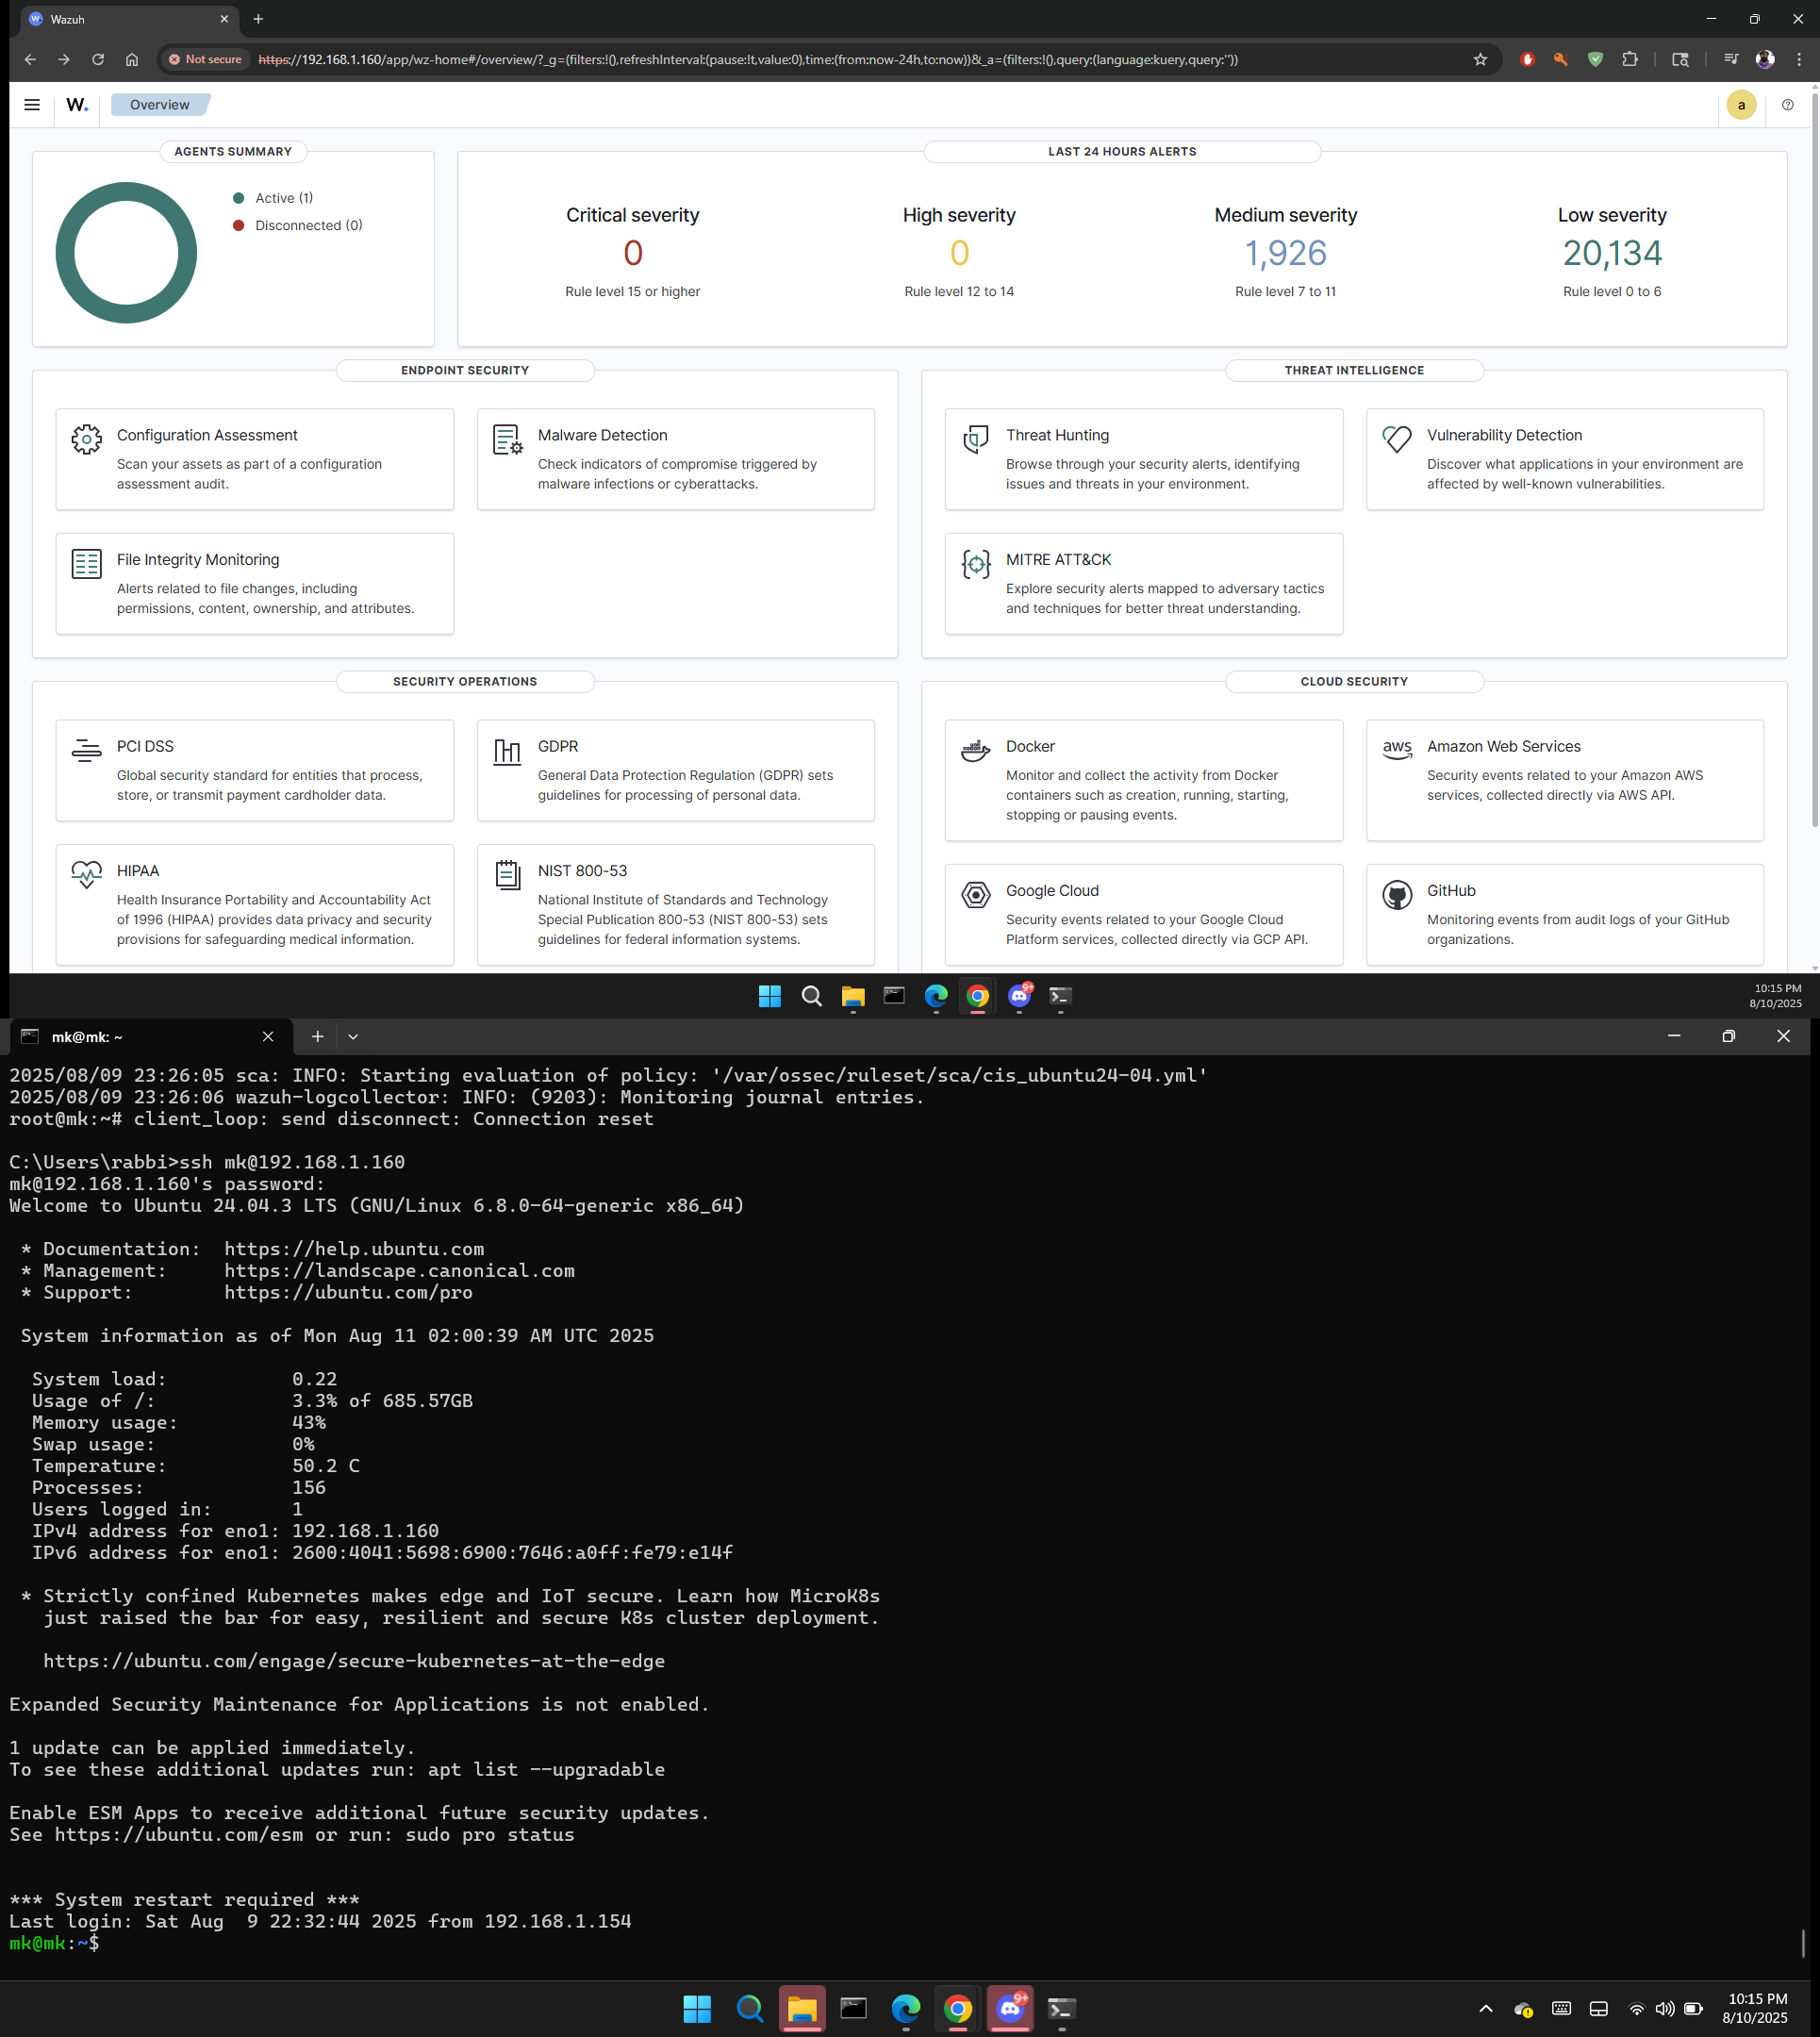 Wazuh
Not secure
https://192.168.1.160/app/wz-home#/overview/?_g=(filters:!(),refreshInterval:(pause:!t,value:0),time:(from:now-24h,to:now))&_a=(filters:!(),query:(language:kuery,query:''))
W.
Overview
a
AGENTS SUMMARY
Active (1)
Disconnected (0)
LAST 24 HOURS ALERTS
Critical severity
0
Rule level 15 or higher
High severity
0
Rule level 12 to 14
Medium severity
1,926
Rule level 7 to 11
Low severity
20,134
Rule level 0 to 6
ENDPOINT SECURITY
Configuration Assessment
Scan your assets as part of a configuration
assessment audit.
Malware Detection
Check indicators of compromise triggered by
malware infections or cyberattacks.
File Integrity Monitoring
Alerts related to file changes, including
permissions, content, ownership, and attributes.
THREAT INTELLIGENCE
Threat Hunting
Browse through your security alerts, identifying
issues and threats in your environment.
Vulnerability Detection
Discover what applications in your environment are
affected by well-known vulnerabilities.
MITRE ATT&CK
Explore security alerts mapped to adversary tactics
and techniques for better threat understanding.
SECURITY OPERATIONS
PCI DSS
Global security standard for entities that process,
store, or transmit payment cardholder data.
GDPR
General Data Protection Regulation (GDPR) sets
guidelines for processing of personal data.
HIPAA
Health Insurance Portability and Accountability Act
of 1996 (HIPAA) provides data privacy and security
provisions for safeguarding medical information.
NIST 800-53
National Institute of Standards and Technology
Special Publication 800-53 (NIST 800-53) sets
guidelines for federal information systems.
CLOUD SECURITY
Docker
Monitor and collect the activity from Docker
containers such as creation, running, starting,
stopping or pausing events.
aws
Amazon Web Services
Security events related to your Amazon AWS
services, collected directly via AWS API.
Google Cloud
Security events related to your Google Cloud
Platform services, collected directly via GCP API.
GitHub
Monitoring events from audit logs of your GitHub
organizations.
9+
10:15 PM
8/10/2025
mk@mk: ~
2025/08/09 23:26:05 sca: INFO: Starting evaluation of policy: '/var/ossec/ruleset/sca/cis_ubuntu24-04.yml'
2025/08/09 23:26:06 wazuh-logcollector: INFO: (9203): Monitoring journal entries.
root@mk:~# client_loop: send disconnect: Connection reset
C:\Users\rabbi>ssh mk@192.168.1.160
mk@192.168.1.160's password:
Welcome to Ubuntu 24.04.3 LTS (GNU/Linux 6.8.0-64-generic x86_64)
* Documentation:  https://help.ubuntu.com
* Management:     https://landscape.canonical.com
* Support:        https://ubuntu.com/pro
System information as of Mon Aug 11 02:00:39 AM UTC 2025
System load:           0.22
Usage of /:            3.3% of 685.57GB
Memory usage:          43%
Swap usage:            0%
Temperature:           50.2 C
Processes:             156
Users logged in:       1
IPv4 address for eno1: 192.168.1.160
IPv6 address for eno1: 2600:4041:5698:6900:7646:a0ff:fe79:e14f
* Strictly confined Kubernetes makes edge and IoT secure. Learn how MicroK8s
just raised the bar for easy, resilient and secure K8s cluster deployment.
https://ubuntu.com/engage/secure-kubernetes-at-the-edge
Expanded Security Maintenance for Applications is not enabled.
1 update can be applied immediately.
To see these additional updates run: apt list --upgradable
Enable ESM Apps to receive additional future security updates.
See https://ubuntu.com/esm or run: sudo pro status
*** System restart required ***
Last login: Sat Aug  9 22:32:44 2025 from 192.168.1.154
mk@mk:~$
9+
10:15 PM
8/10/2025